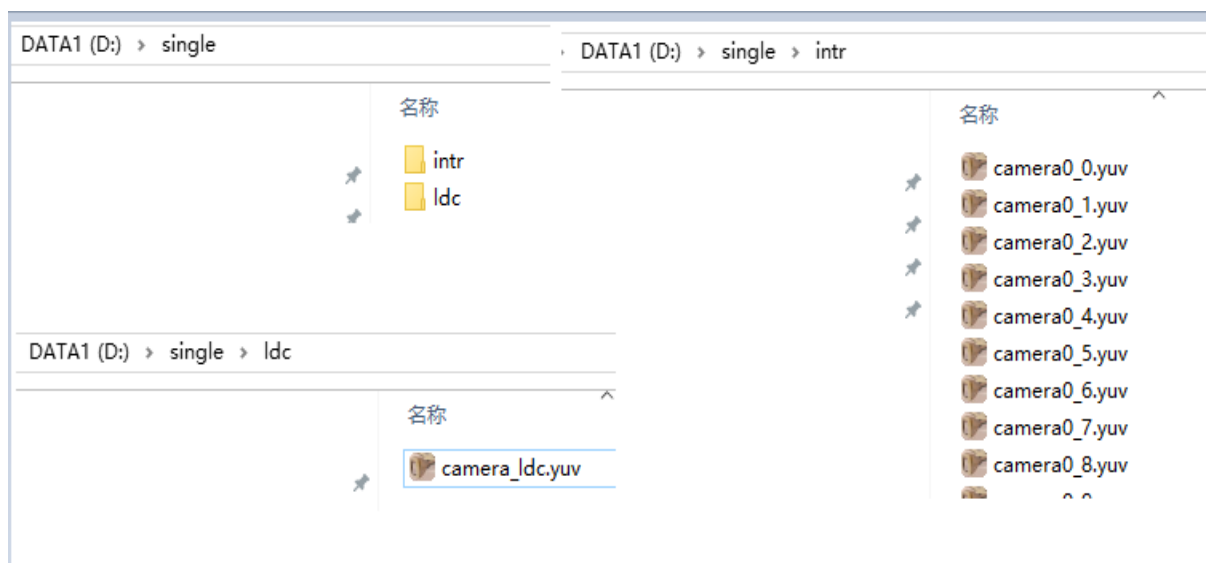 DATA1 (D:) › single
名称
intr
ldc
› DATA1 (D:) › single › intr
名称
camera0_0.yuv
camera0_1.yuv
camera0_2.yuv
camera0_3.yuv
camera0_4.yuv
camera0_5.yuv
camera0_6.yuv
camera0_7.yuv
camera0_8.yuv
DATA1 (D:) › single › ldc
名称
camera_ldc.yuv